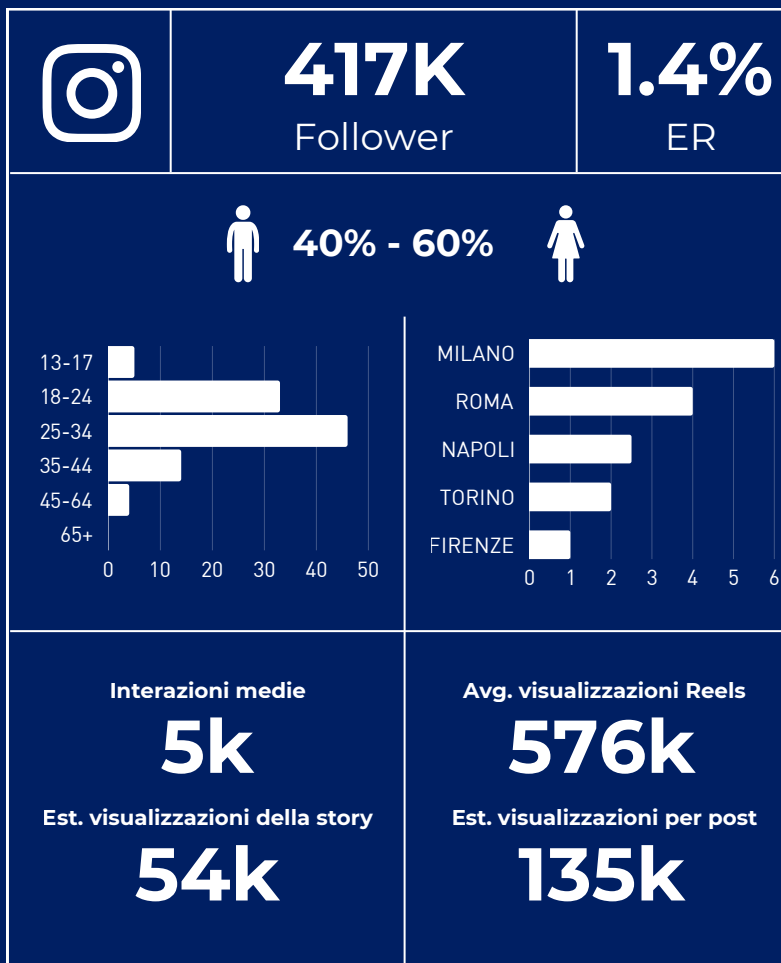 417K
Follower
1.4%
ER
40% - 60%
13-17
18-24
25-34
35-44
45-64
65+
0 10 20 30 40 50
MILANO
ROMA
NAPOLI
TORINO
FIRENZE
0 1 2 3 4 5 6
Interazioni medie
5k
Est. visualizzazioni della story
54k
Avg. visualizzazioni Reels
576k
Est. visualizzazioni per post
135k